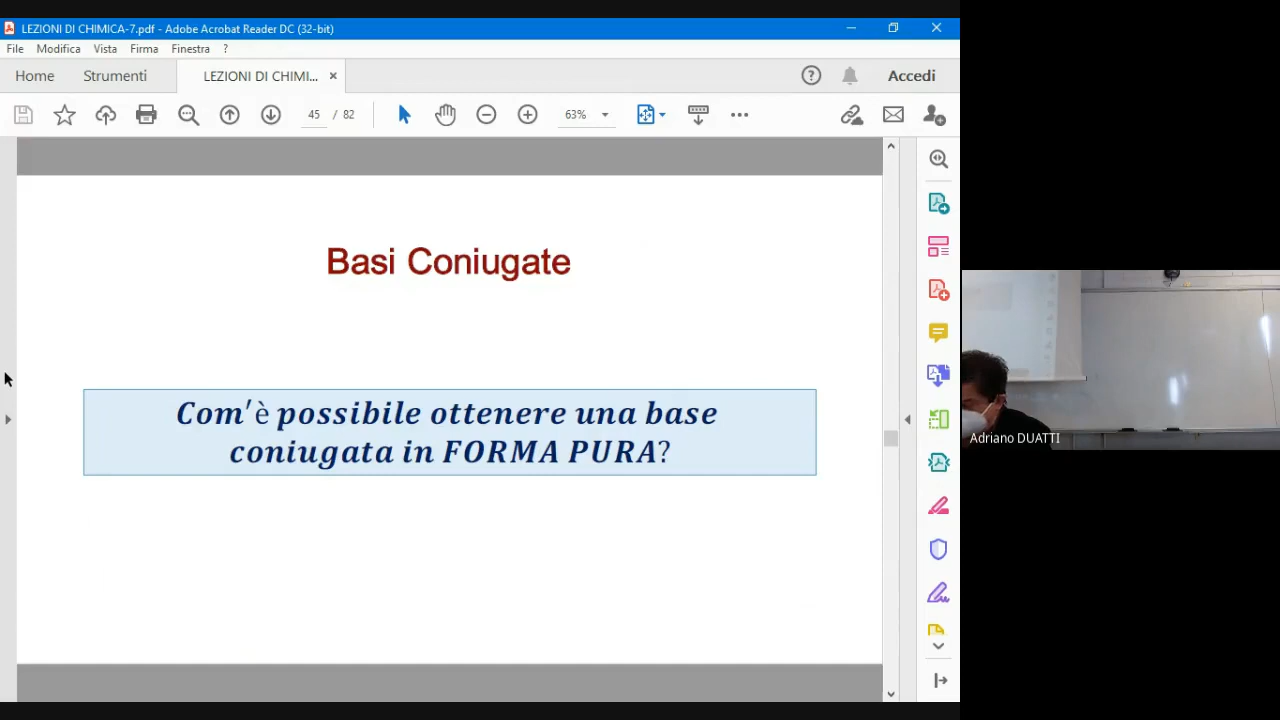 LEZIONI DI CHIMICA-7.pdf - Adobe Acrobat Reader DC (32-bit)
File Modifica Vista Firma Finestra ?
Home Strumenti LEZIONI DI CHIMI... × Accedi
45 / 82 63%
Basi Coniugate
Com'è possibile ottenere una base
coniugata in FORMA PURA?
Adriano DUATTI